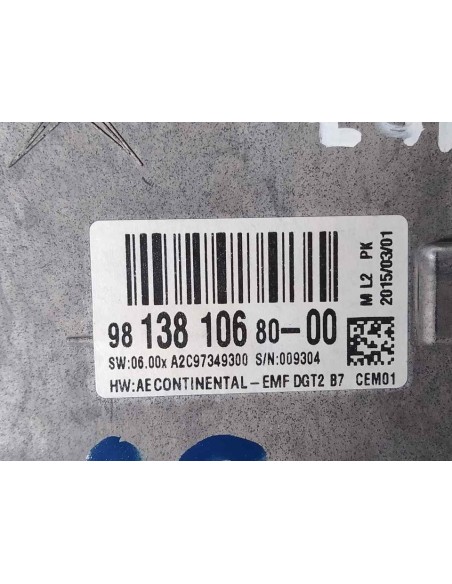 98 138 106 80-00
SW:06.00x A2C97349300 S/N:009304
HW:AE CONTINENTAL-EMF DGT2 B7 CEM01
M L2 PK
2015/03/01